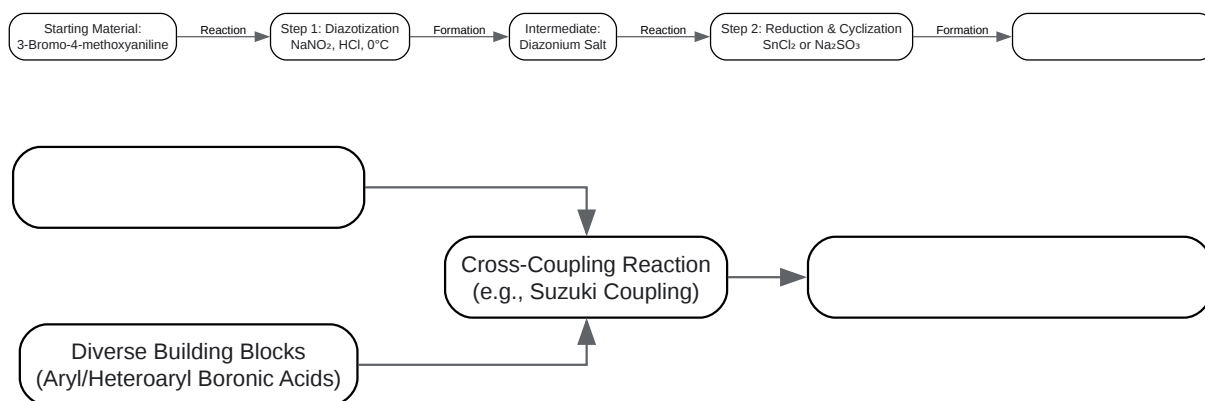 Starting Material:
3-Bromo-4-methoxyaniline
Reaction
Step 1: Diazotization
NaNO₂, HCl, 0°C
Formation
Intermediate:
Diazonium Salt
Reaction
Step 2: Reduction & Cyclization
SnCl₂ or Na₂SO₃
Formation
Cross-Coupling Reaction
(e.g., Suzuki Coupling)
Diverse Building Blocks
(Aryl/Heteroaryl Boronic Acids)